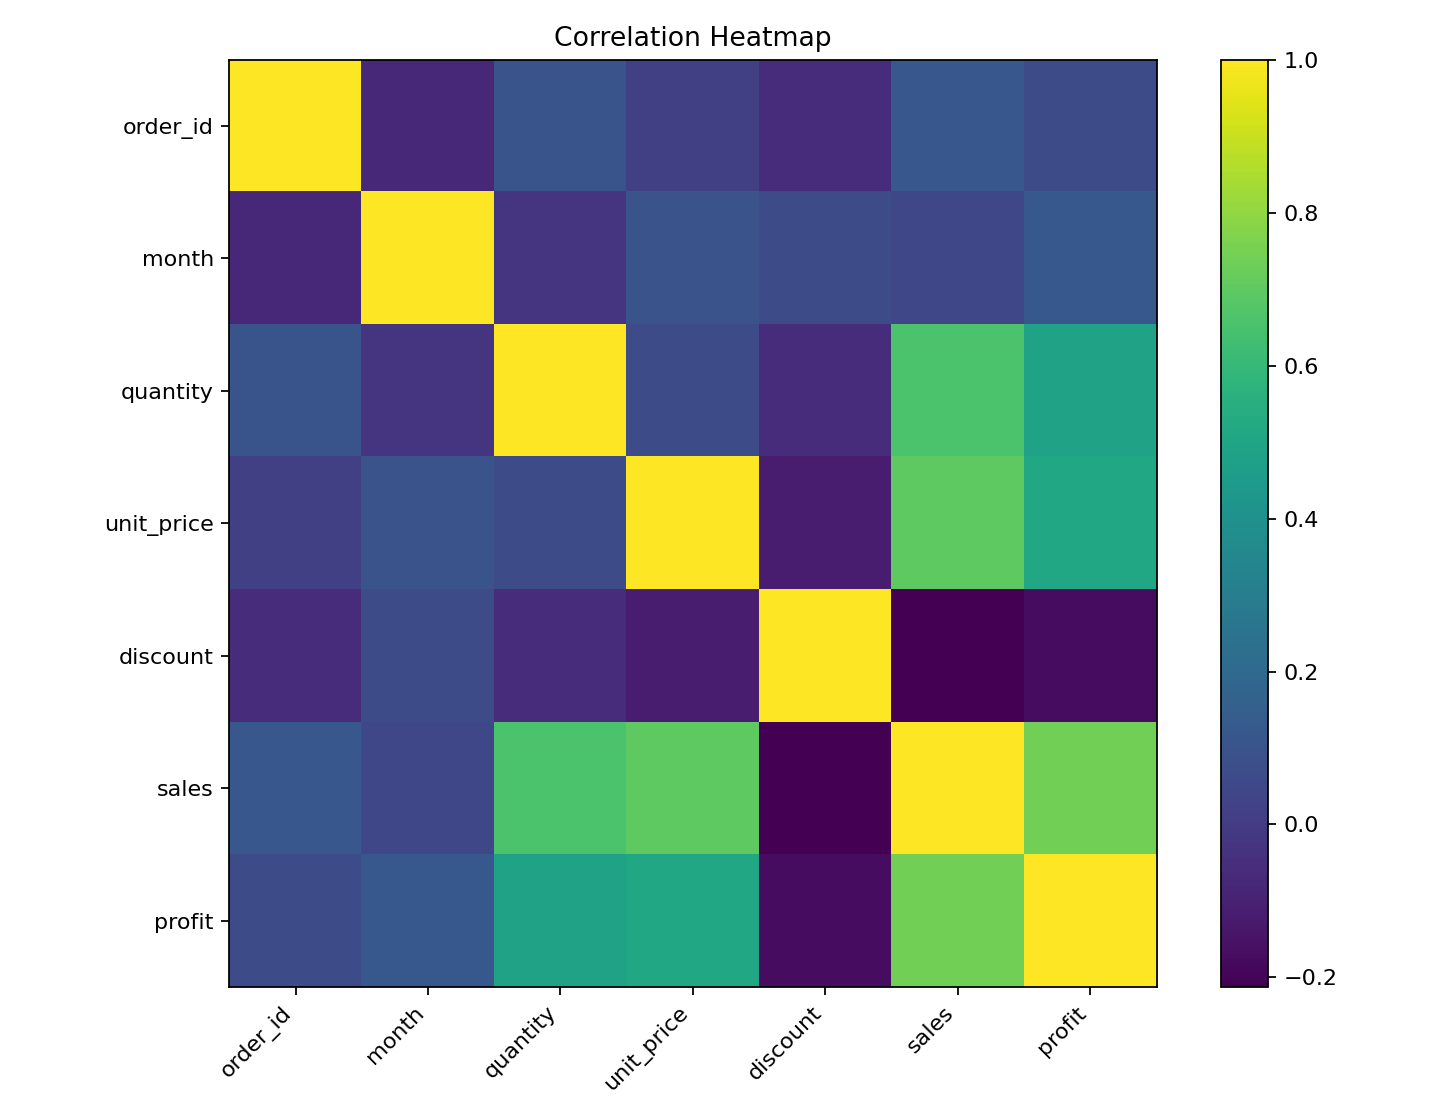 Correlation Heatmap
order_id
month
quantity
unit_price
discount
sales
profit
order_id
month
quantity
unit_price
discount
sales
profit
1.0
0.8
0.6
0.4
0.2
0.0
−0.2